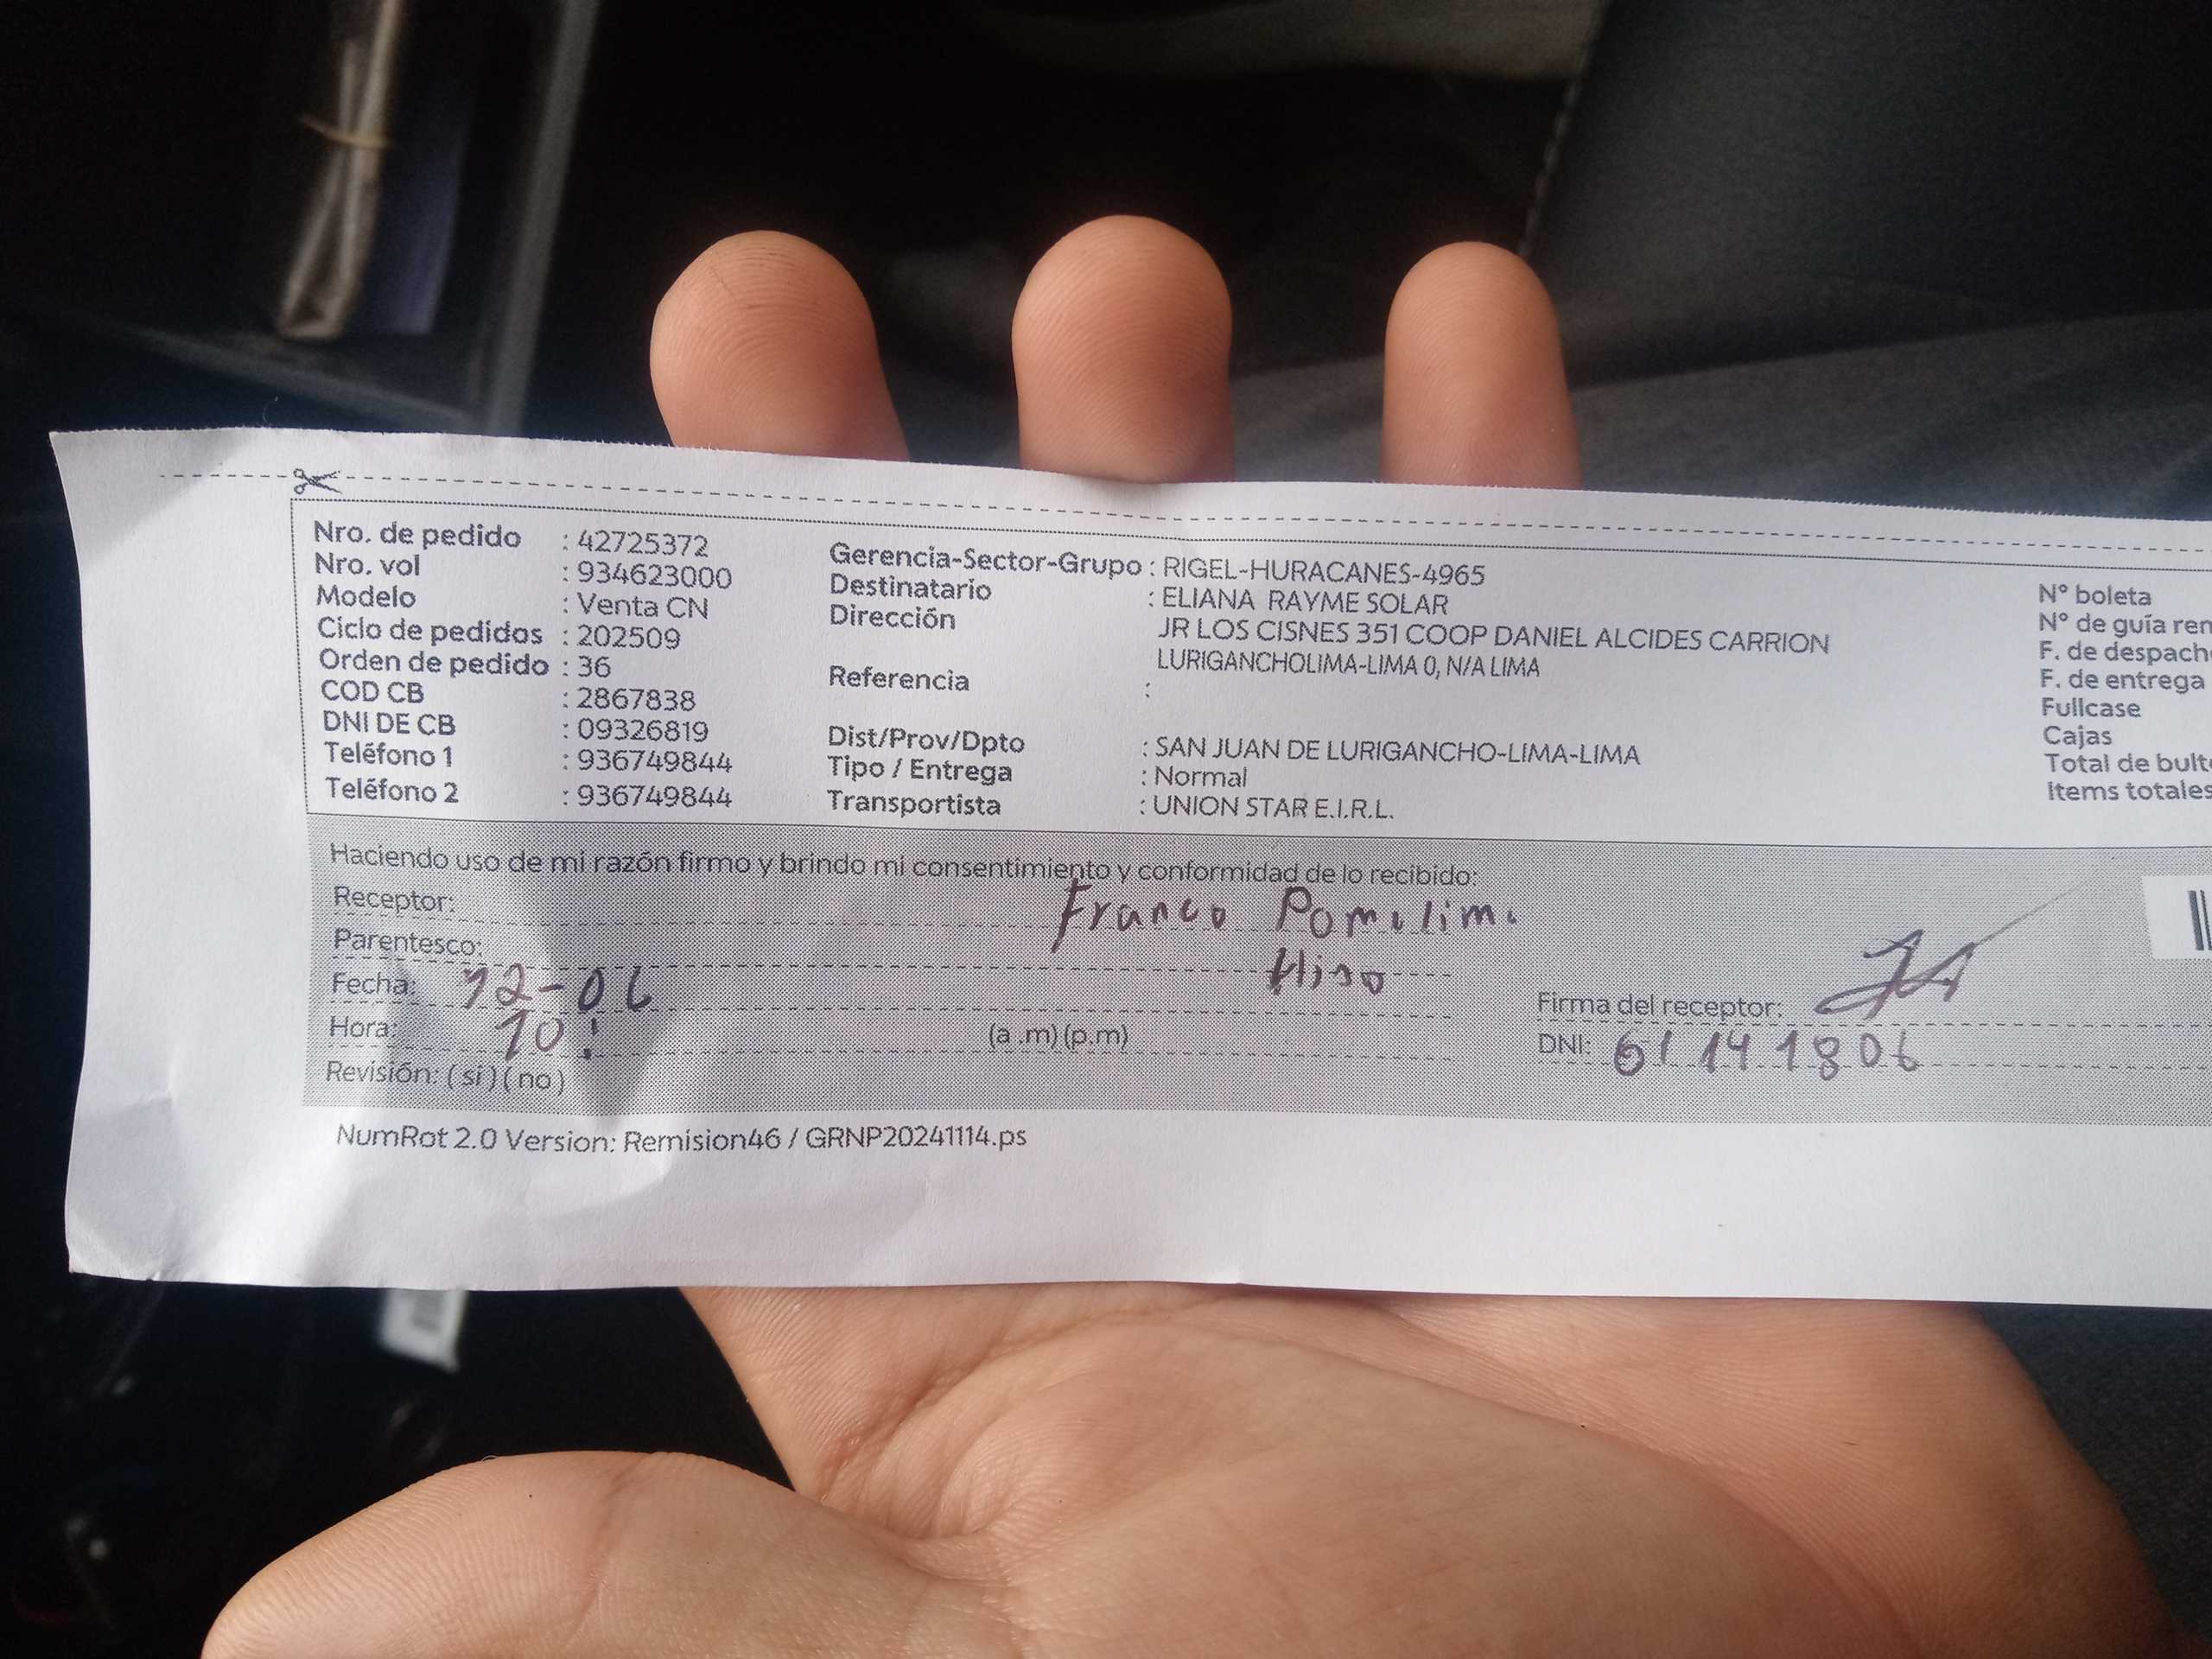 Nro. de pedido : 42725372
Nro. vol : 934623000
Modelo : Venta CN
Ciclo de pedidos : 202509
Orden de pedido : 36
COD CB : 2867838
DNI DE CB : 09326819
Teléfono 1 : 936749844
Teléfono 2 : 936749844
Gerencia-Sector-Grupo : RIGEL-HURACANES-4965
Destinatario : ELIANA RAYME SOLAR
Dirección JR LOS CISNES 351 COOP DANIEL ALCIDES CARRION
LURIGANCHOLIMA-LIMA 0, N/A LIMA
Referencia :
Dist/Prov/Dpto : SAN JUAN DE LURIGANCHO-LIMA-LIMA
Tipo / Entrega : Normal
Transportista : UNION STAR E.I.R.L.
N° boleta
N° de guía rem
F. de despach
F. de entrega
Fullcase
Cajas
Total de bult
Items totales
Haciendo uso de mi razón firmo y brindo mi consentimiento y conformidad de lo recibido:
Receptor: Franco
Parentesco: Hijo
Fecha: 12-06
Hora: 10: (a .m) (p.m)
Revisión: ( si ) ( no )
Firma del receptor:
DNI: 61141806
NumRot 2.0 Version: Remision46 / GRNP20241114.ps